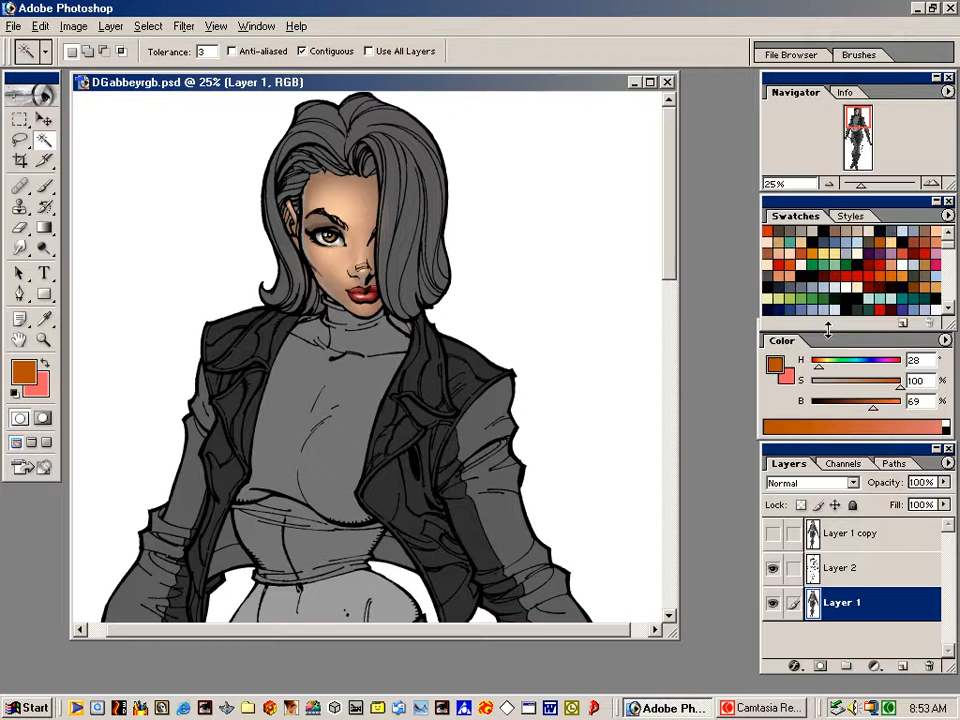 Adobe Photoshop
File Edit Image Layer Select Filter View Window Help
Tolerance: 3 Anti-aliased Contiguous Use All Layers
File Browser Brushes
DGabbeyrgb.psd @ 25% (Layer 1, RGB)
Navigator Info
25%
Swatches Styles
Color
H 28 °
S 100 %
B 69 %
Layers Channels Paths
Normal Opacity: 100%
Lock: Fill: 100%
Layer 1 copy
Layer 2
Layer 1
Start Adobe Phot... Camtasia Rec... 8:53 AM